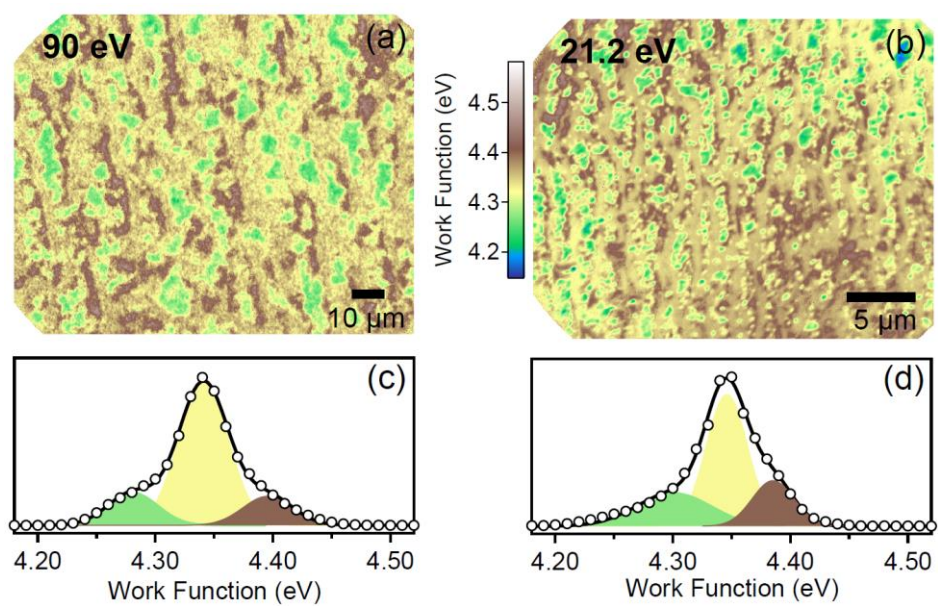 90 eV
(a)
10 µm
Work Function (eV)
4.5
4.4
4.3
4.2
21.2 eV
(b)
5 µm
(c)
4.20
4.30
4.40
4.50
Work Function (eV)
(d)
4.20
4.30
4.40
4.50
Work Function (eV)